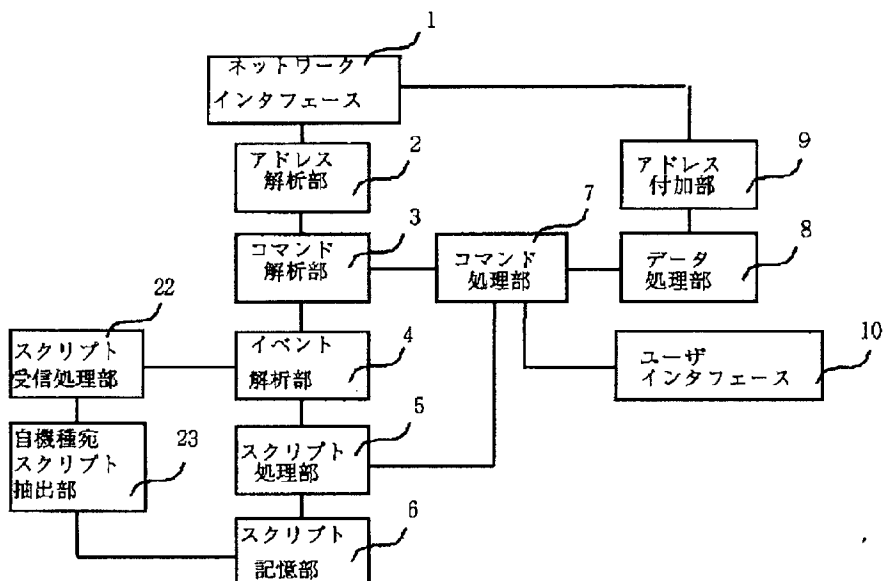 1
ネットワーク
インタフェース
2
アドレス
解析部
9
アドレス
付加部
3
コマンド
解析部
7
コマンド
処理部
8
データ
処理部
22
スクリプト
受信処理部
4
イベント
解析部
10
ユーザ
インタフェース
23
自機種宛
スクリプト
抽出部
5
スクリプト
処理部
6
スクリプト
記憶部